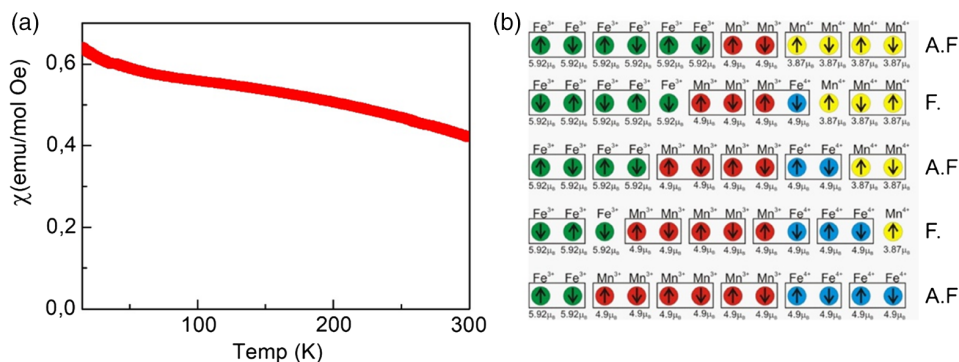 (a)
0,6
0,4
0,2
0,0
χ(emu/mol Oe)
100
200
300
Temp (K)
(b)
Fe³⁺ Fe³⁺ Fe³⁺ Fe³⁺ Fe³⁺ Fe³⁺ Mn³⁺ Mn³⁺ Mn⁴⁺ Mn⁴⁺ Mn⁴⁺ Mn⁴⁺
A.F
5.92μB 5.92μB 5.92μB 5.92μB 5.92μB 5.92μB 4.9μB 4.9μB 3.87μB 3.87μB 3.87μB 3.87μB
Fe³⁺ Fe³⁺ Fe³⁺ Fe³⁺ Fe³⁺ Mn³⁺ Mn³⁺ Mn³⁺ Fe⁴⁺ Mn⁴⁺ Mn⁴⁺ Mn⁴⁺
F.
5.92μB 5.92μB 5.92μB 5.92μB 5.92μB 4.9μB 4.9μB 4.9μB 4.9μB 3.87μB 3.87μB 3.87μB
Fe³⁺ Fe³⁺ Fe³⁺ Fe³⁺ Mn³⁺ Mn³⁺ Mn³⁺ Mn³⁺ Fe⁴⁺ Fe⁴⁺ Mn⁴⁺ Mn⁴⁺
A.F
5.92μB 5.92μB 5.92μB 5.92μB 4.9μB 4.9μB 4.9μB 4.9μB 4.9μB 4.9μB 3.87μB 3.87μB
Fe³⁺ Fe³⁺ Fe³⁺ Mn³⁺ Mn³⁺ Mn³⁺ Mn³⁺ Mn³⁺ Fe⁴⁺ Fe⁴⁺ Fe⁴⁺ Mn⁴⁺
F.
5.92μB 5.92μB 5.92μB 4.9μB 4.9μB 4.9μB 4.9μB 4.9μB 4.9μB 4.9μB 4.9μB 3.87μB
Fe³⁺ Fe³⁺ Mn³⁺ Mn³⁺ Mn³⁺ Mn³⁺ Mn³⁺ Mn³⁺ Fe⁴⁺ Fe⁴⁺ Fe⁴⁺ Fe⁴⁺
A.F
5.92μB 5.92μB 4.9μB 4.9μB 4.9μB 4.9μB 4.9μB 4.9μB 4.9μB 4.9μB 4.9μB 4.9μB